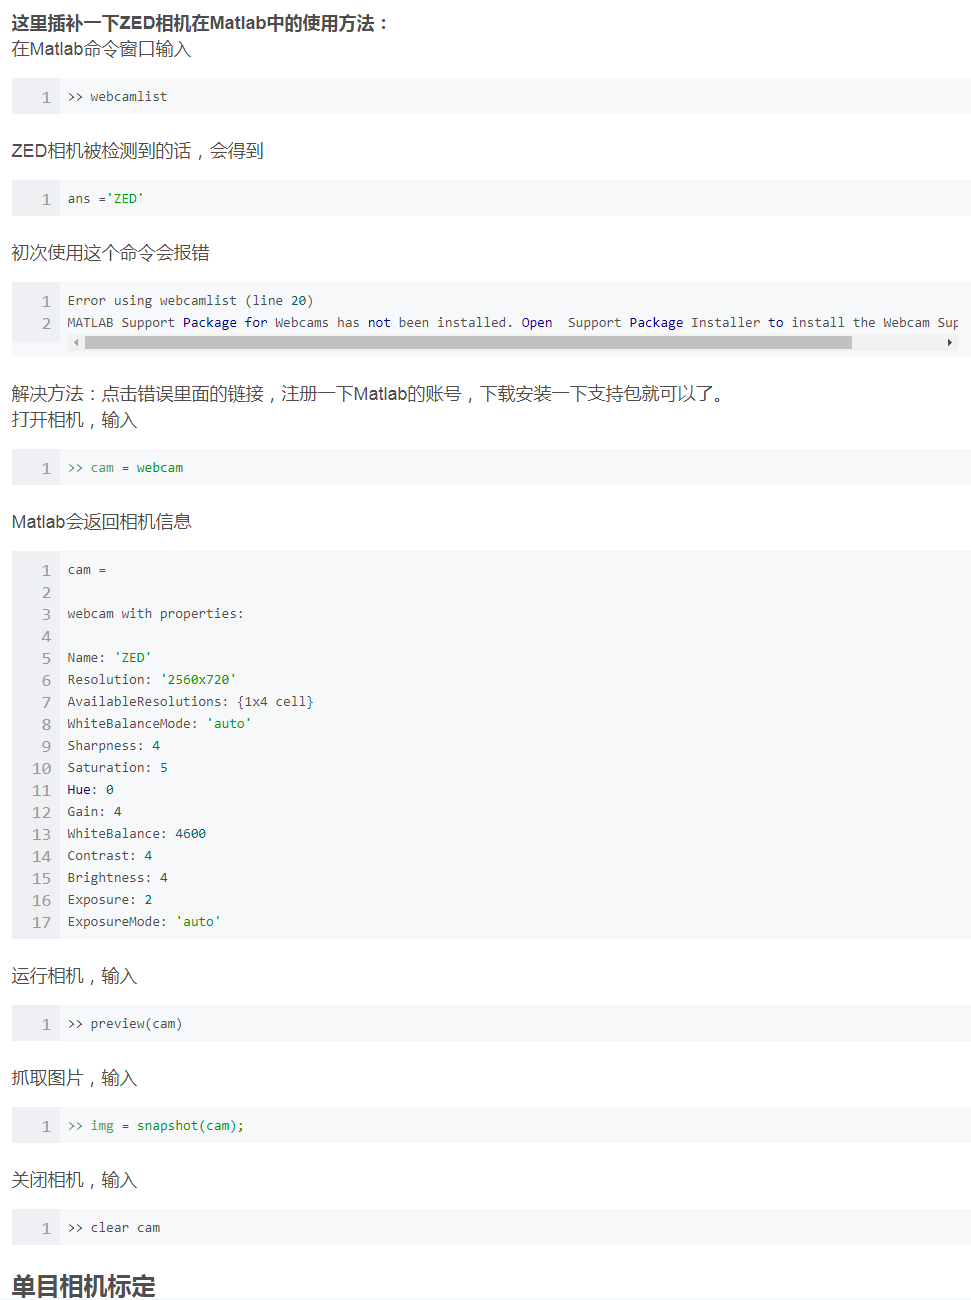 这里插补一下ZED相机在Matlab中的使用方法：
在Matlab命令窗口输入
1 >> webcamlist
ZED相机被检测到的话，会得到
1 ans ='ZED'
初次使用这个命令会报错
1 Error using webcamlist (line 20)
2 MATLAB Support Package for Webcams has not been installed. Open  Support Package Installer to install the Webcam Sup
解决方法：点击错误里面的链接，注册一下Matlab的账号，下载安装一下支持包就可以了。
打开相机，输入
1 >> cam = webcam
Matlab会返回相机信息
1 cam =
2
3 webcam with properties:
4
5 Name: 'ZED'
6 Resolution: '2560x720'
7 AvailableResolutions: {1x4 cell}
8 WhiteBalanceMode: 'auto'
9 Sharpness: 4
10 Saturation: 5
11 Hue: 0
12 Gain: 4
13 WhiteBalance: 4600
14 Contrast: 4
15 Brightness: 4
16 Exposure: 2
17 ExposureMode: 'auto'
运行相机，输入
1 >> preview(cam)
抓取图片，输入
1 >> img = snapshot(cam);
关闭相机，输入
1 >> clear cam
单目相机标定